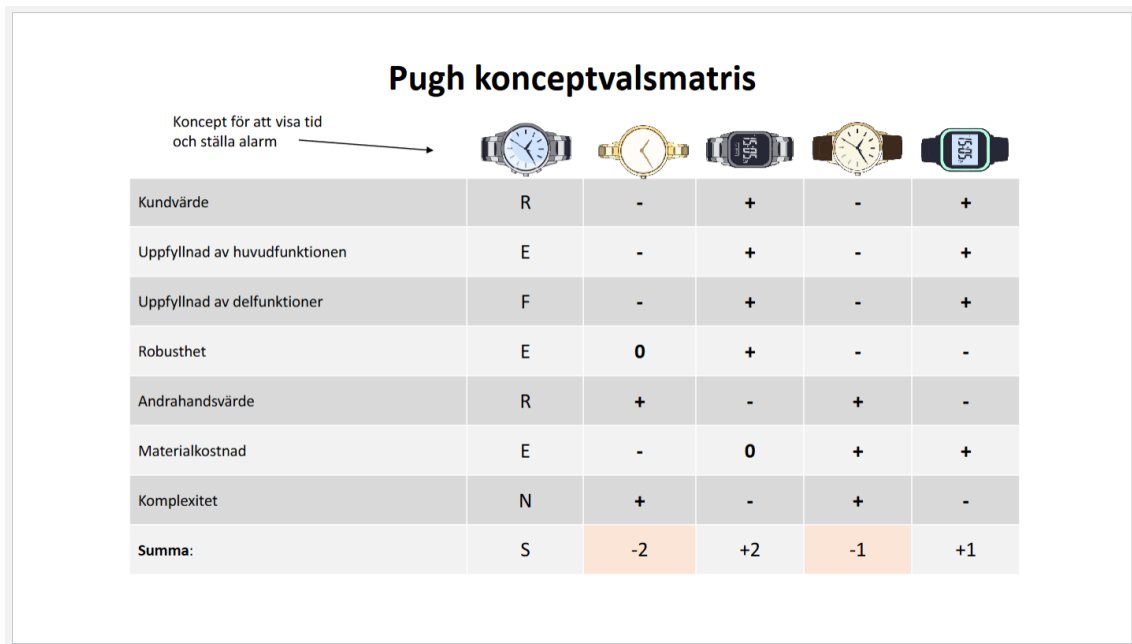 Pugh konceptvalsmatris
Koncept för att visa tid
och ställa alarm
Kundvärde R - + - +
Uppfyllnad av huvudfunktionen E - + - +
Uppfyllnad av delfunktioner F - + - +
Robusthet E 0 + - -
Andrahandsvärde R + - + -
Materialkostnad E - 0 + +
Komplexitet N + - + -
Summa: S -2 +2 -1 +1